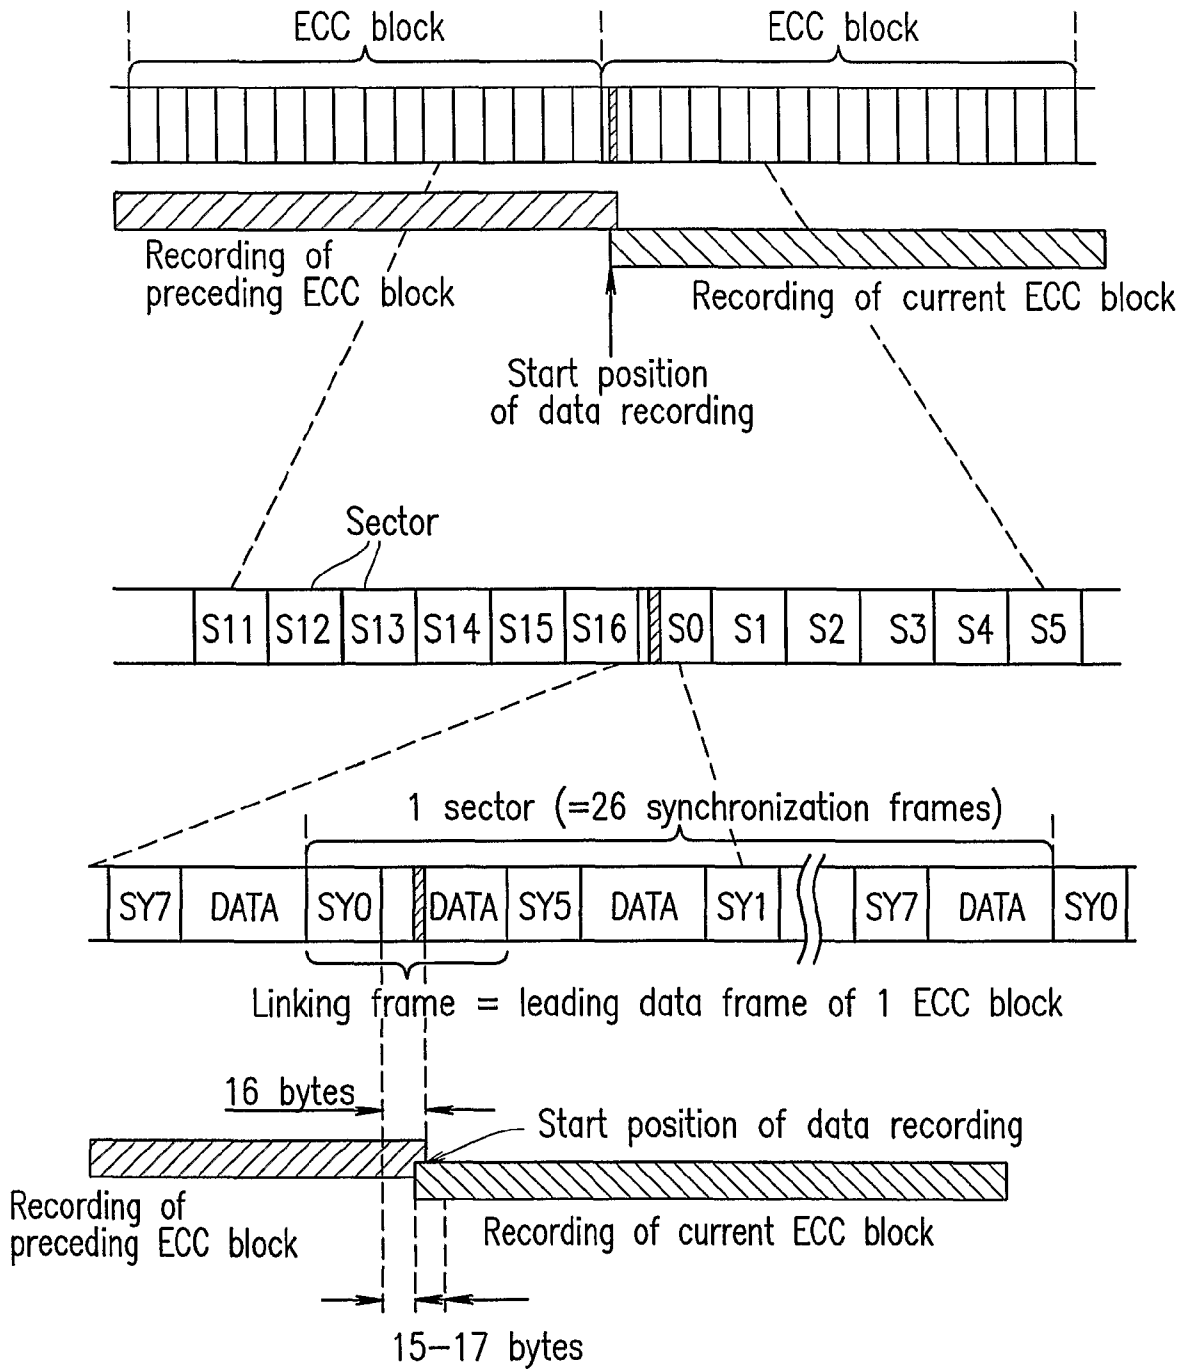 ECC block
ECC block
Recording of
preceding ECC block
Recording of current ECC block
Start position
of data recording
Sector
S11 S12 S13 S14 S15 S16 S0 S1 S2 S3 S4 S5
1 sector (=26 synchronization frames)
SY7 DATA SY0 DATA SY5 DATA SY1 SY7 DATA SY0
Linking frame = leading data frame of 1 ECC block
16 bytes
Start position of data recording
Recording of
preceding ECC block
Recording of current ECC block
15-17 bytes